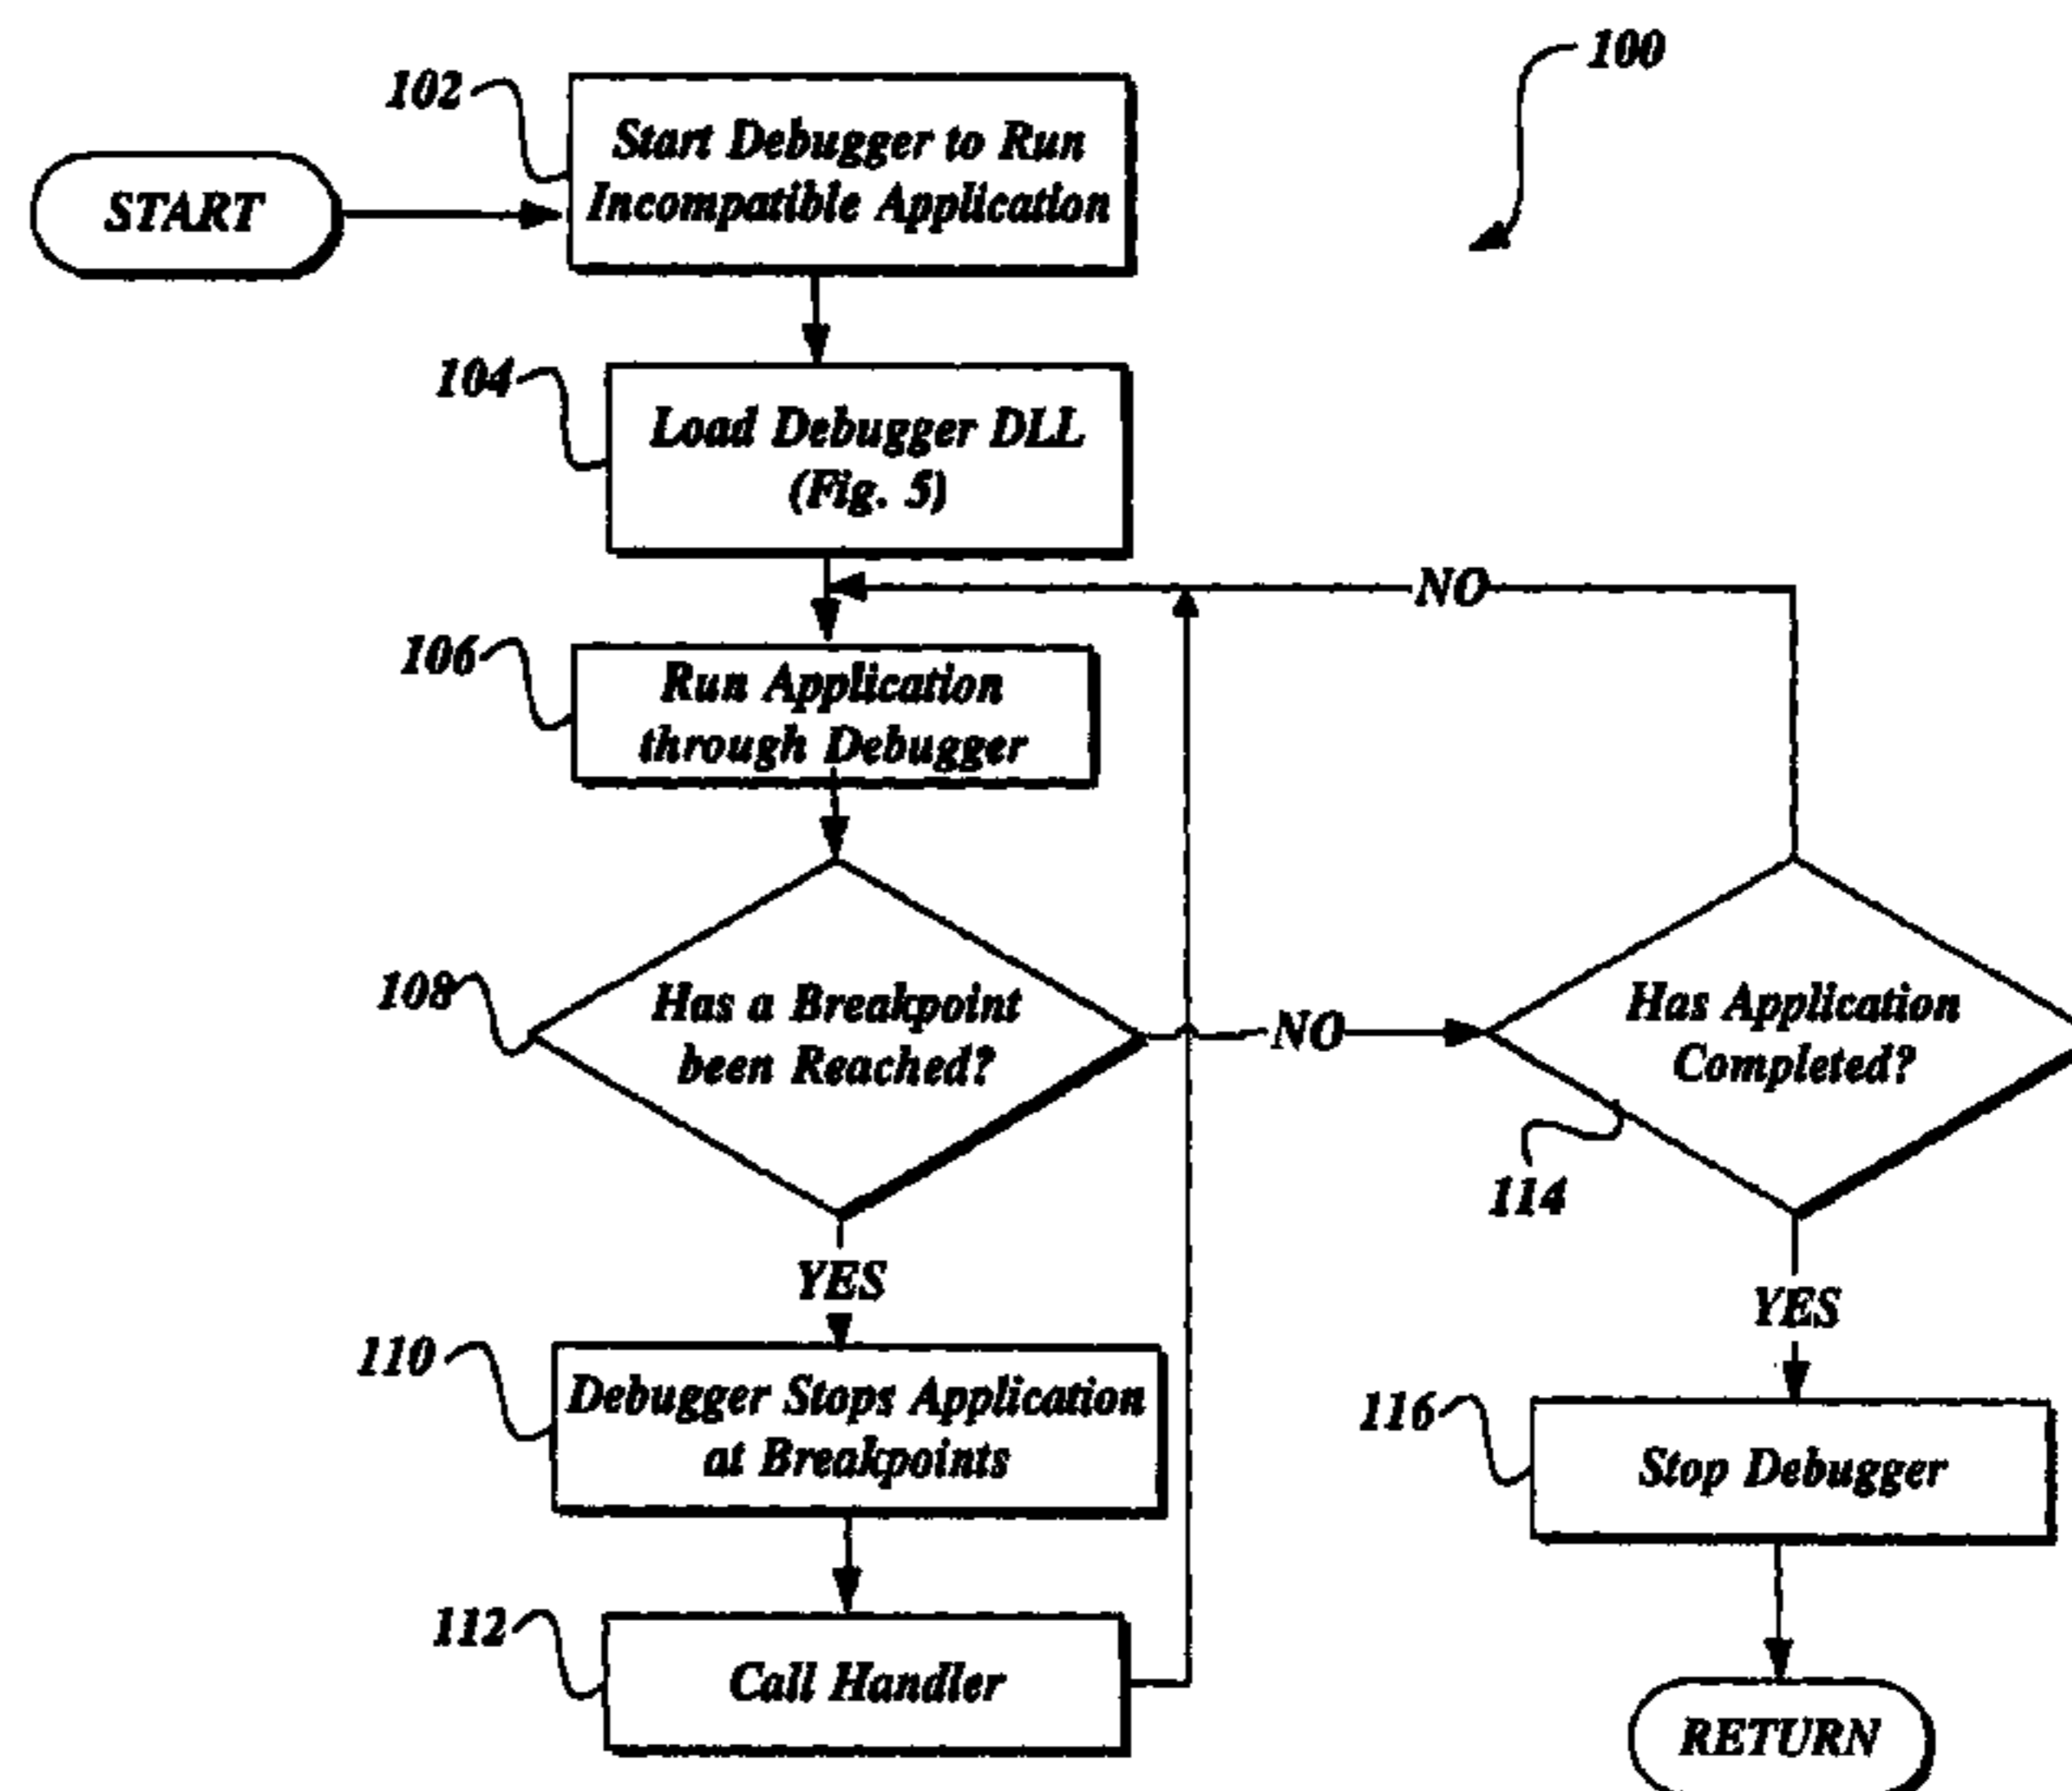 100
102
Start Debugger to Run
Incompatible Application
START
104
Load Debugger DLL
(Fig. 5)
NO
106
Run Application
through Debugger
108
Has a Breakpoint
been Reached?
NO
Has Application
Completed?
114
YES
YES
110
Debugger Stops Application
at Breakpoints
116
Stop Debugger
112
Call Handler
RETURN